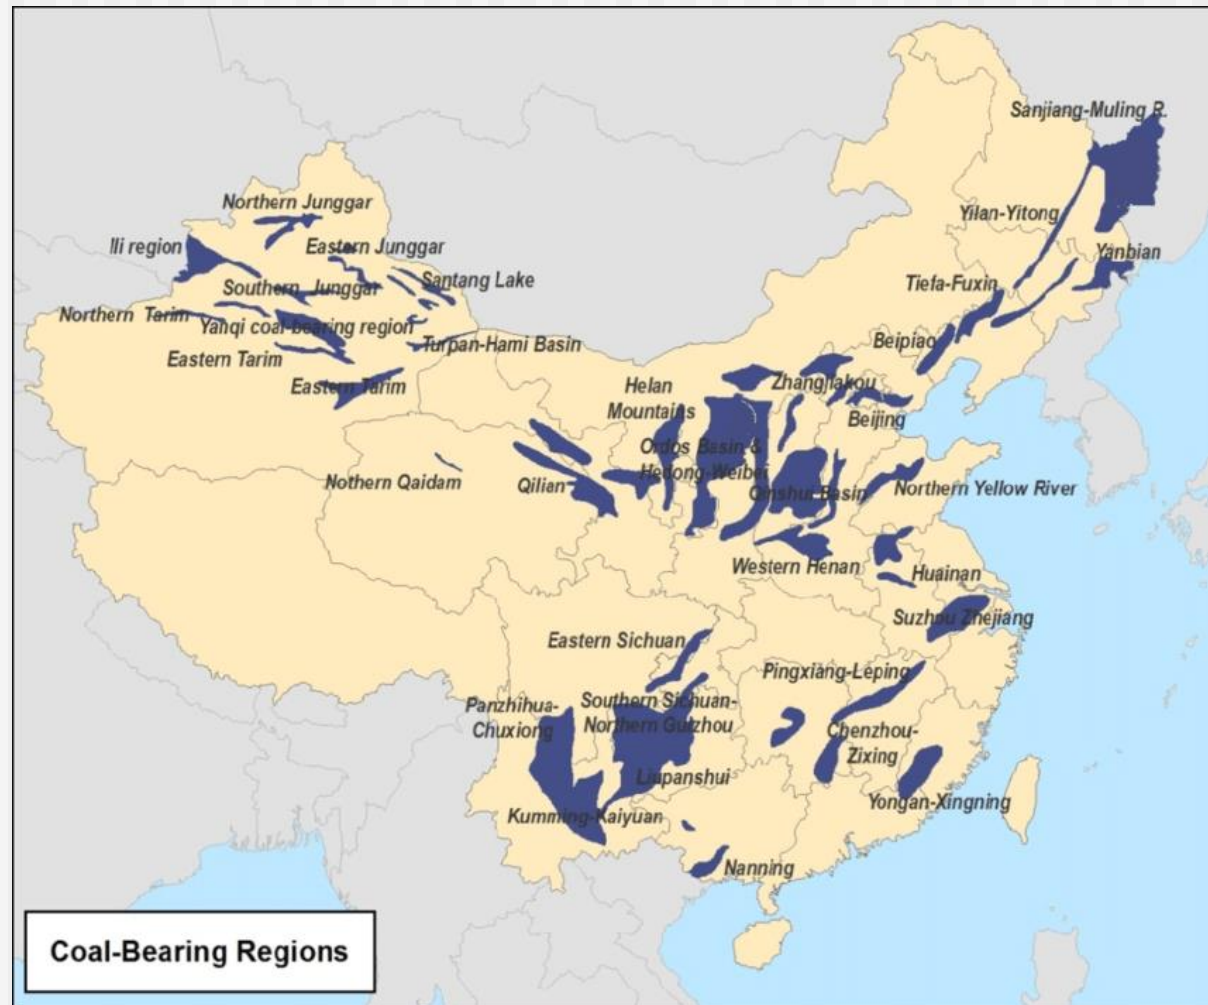 Sanjiang-Muling R.
Northern Junggar
Yilan-Yitong
Ili region
Eastern Junggar
Yanbian
Santang Lake
Tiefa-Fuxin
Southern Junggar
Northern Tarim
Yanqi coal-bearing region
Turpan-Hami Basin
Beipiao
Eastern Tarim
Eastern Tarim
Helan
Mountains
Zhangjiakou
Beijing
Ordos Basin &
Hedong-Weibei
Nothern Qaidam
Qilian
Qinshui Basin
Northern Yellow River
Western Henan
Huainan
Suzhou Zhejiang
Eastern Sichuan
Pingxiang-Leping
Panzhihua-
Chuxiong
Southern Sichuan-
Northern Guizhou
Chenzhou-
Zixing
Liupanshui
Yongan-Xingning
Kumming-Kaiyuan
Nanning
Coal-Bearing Regions